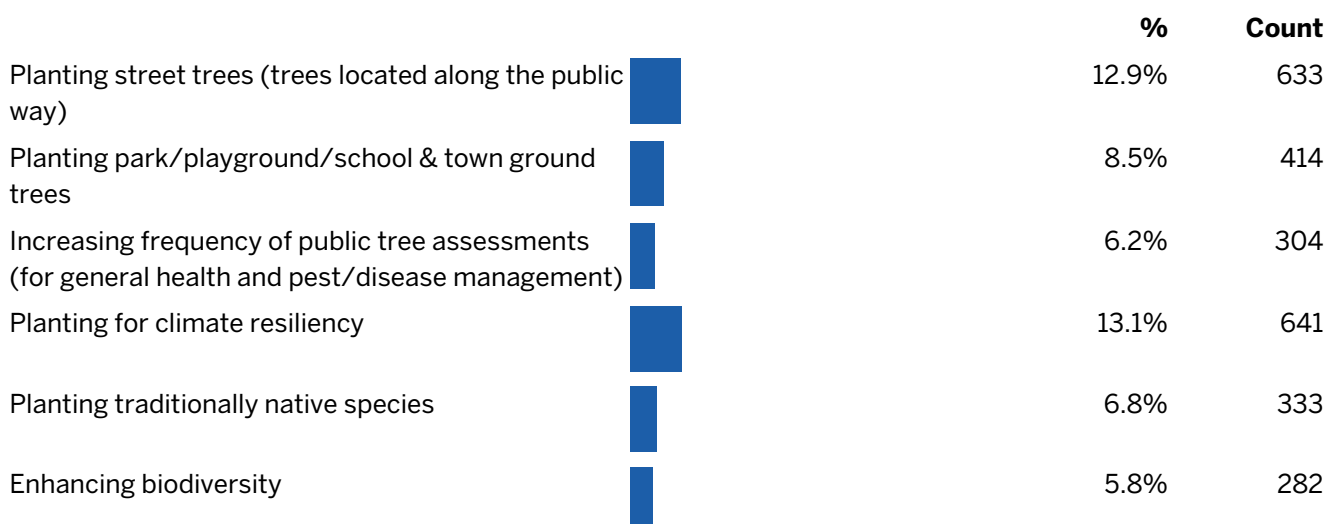 % Count
Planting street trees (trees located along the public 12.9% 633
way)
Planting park/playground/school & town ground 8.5% 414
trees
Increasing frequency of public tree assessments 6.2% 304
(for general health and pest/disease management)
Planting for climate resiliency 13.1% 641
Planting traditionally native species 6.8% 333
Enhancing biodiversity 5.8% 282